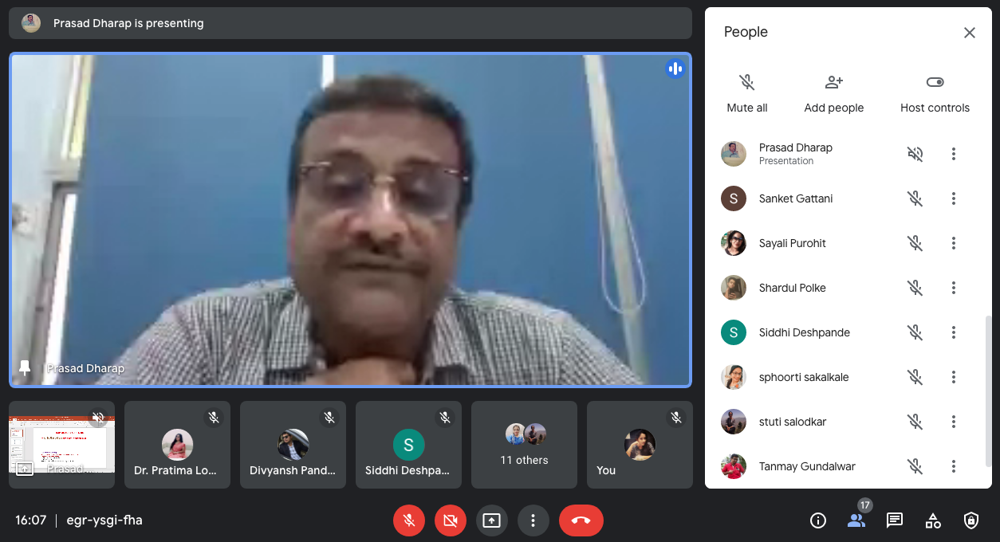 Prasad Dharap is presenting
Prasad Dharap
Prasad...
Dr. Pratima Lo...
Divyansh Pand...
S
Siddhi Deshpa...
11 others
You
16:07 | egr-ysgi-fha
People
Mute all
Add people
Host controls
Prasad Dharap
Presentation
S
Sanket Gattani
Sayali Purohit
Shardul Polke
S
Siddhi Deshpande
sphoorti sakalkale
stuti salodkar
Tanmay Gundalwar
17